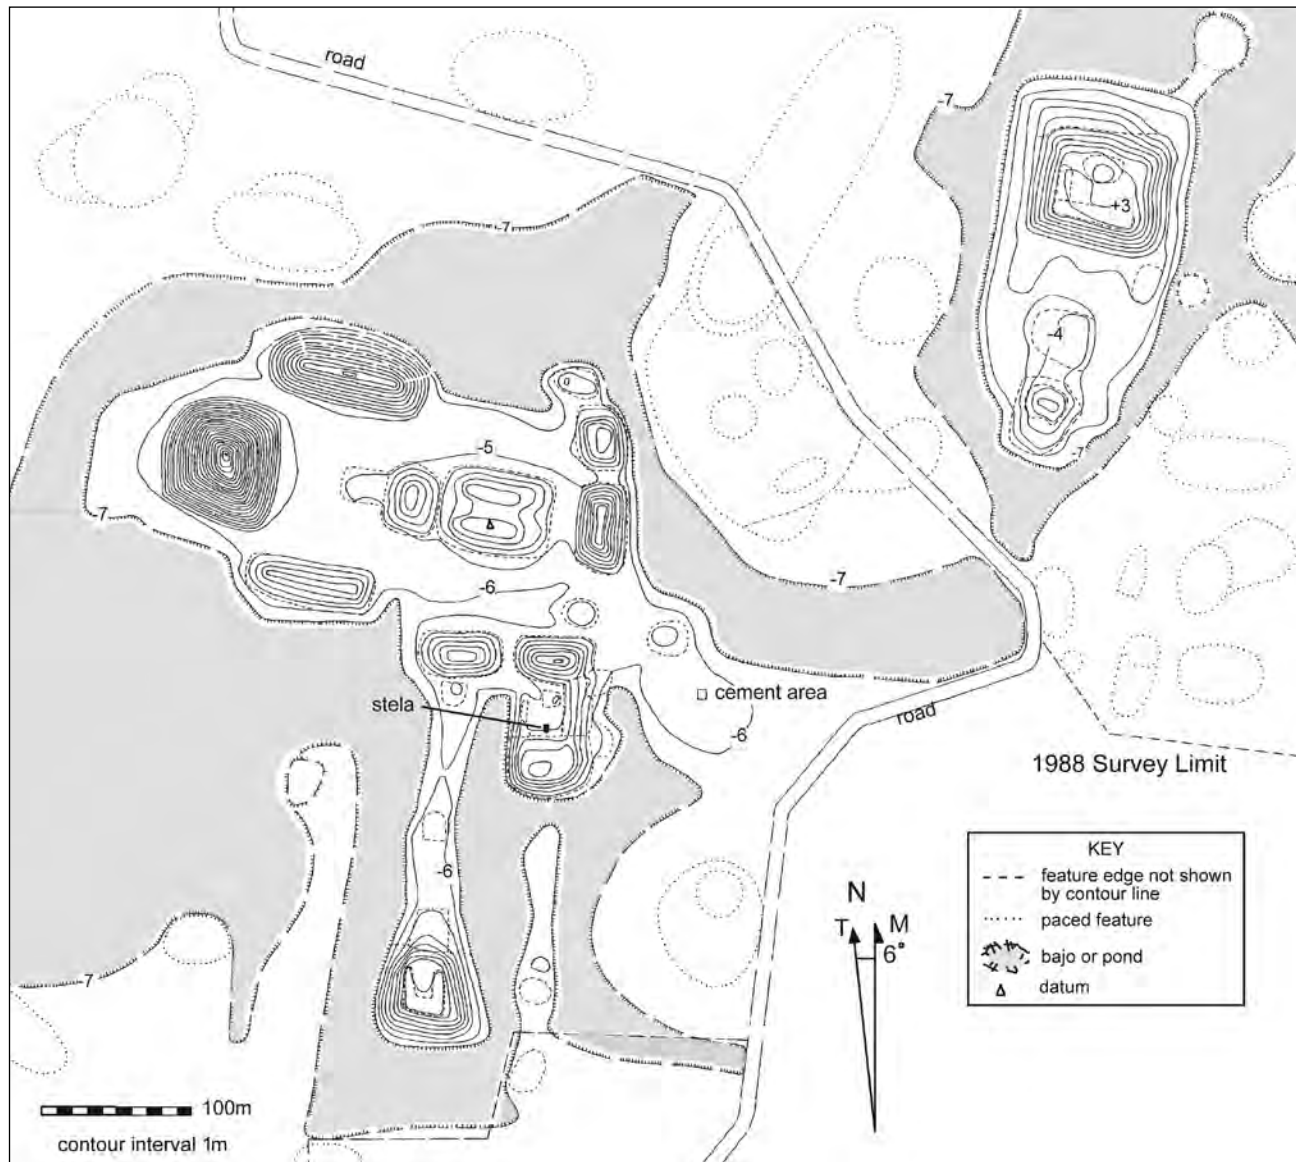 road
-7
-7
+3
-4
-5
-7
-7
-6
-7
stela
cement area
-6
road
1988 Survey Limit
-6
-7
N
T
M
6°
KEY
feature edge not shown
by contour line
paced feature
bajo or pond
datum
100m
contour interval 1m